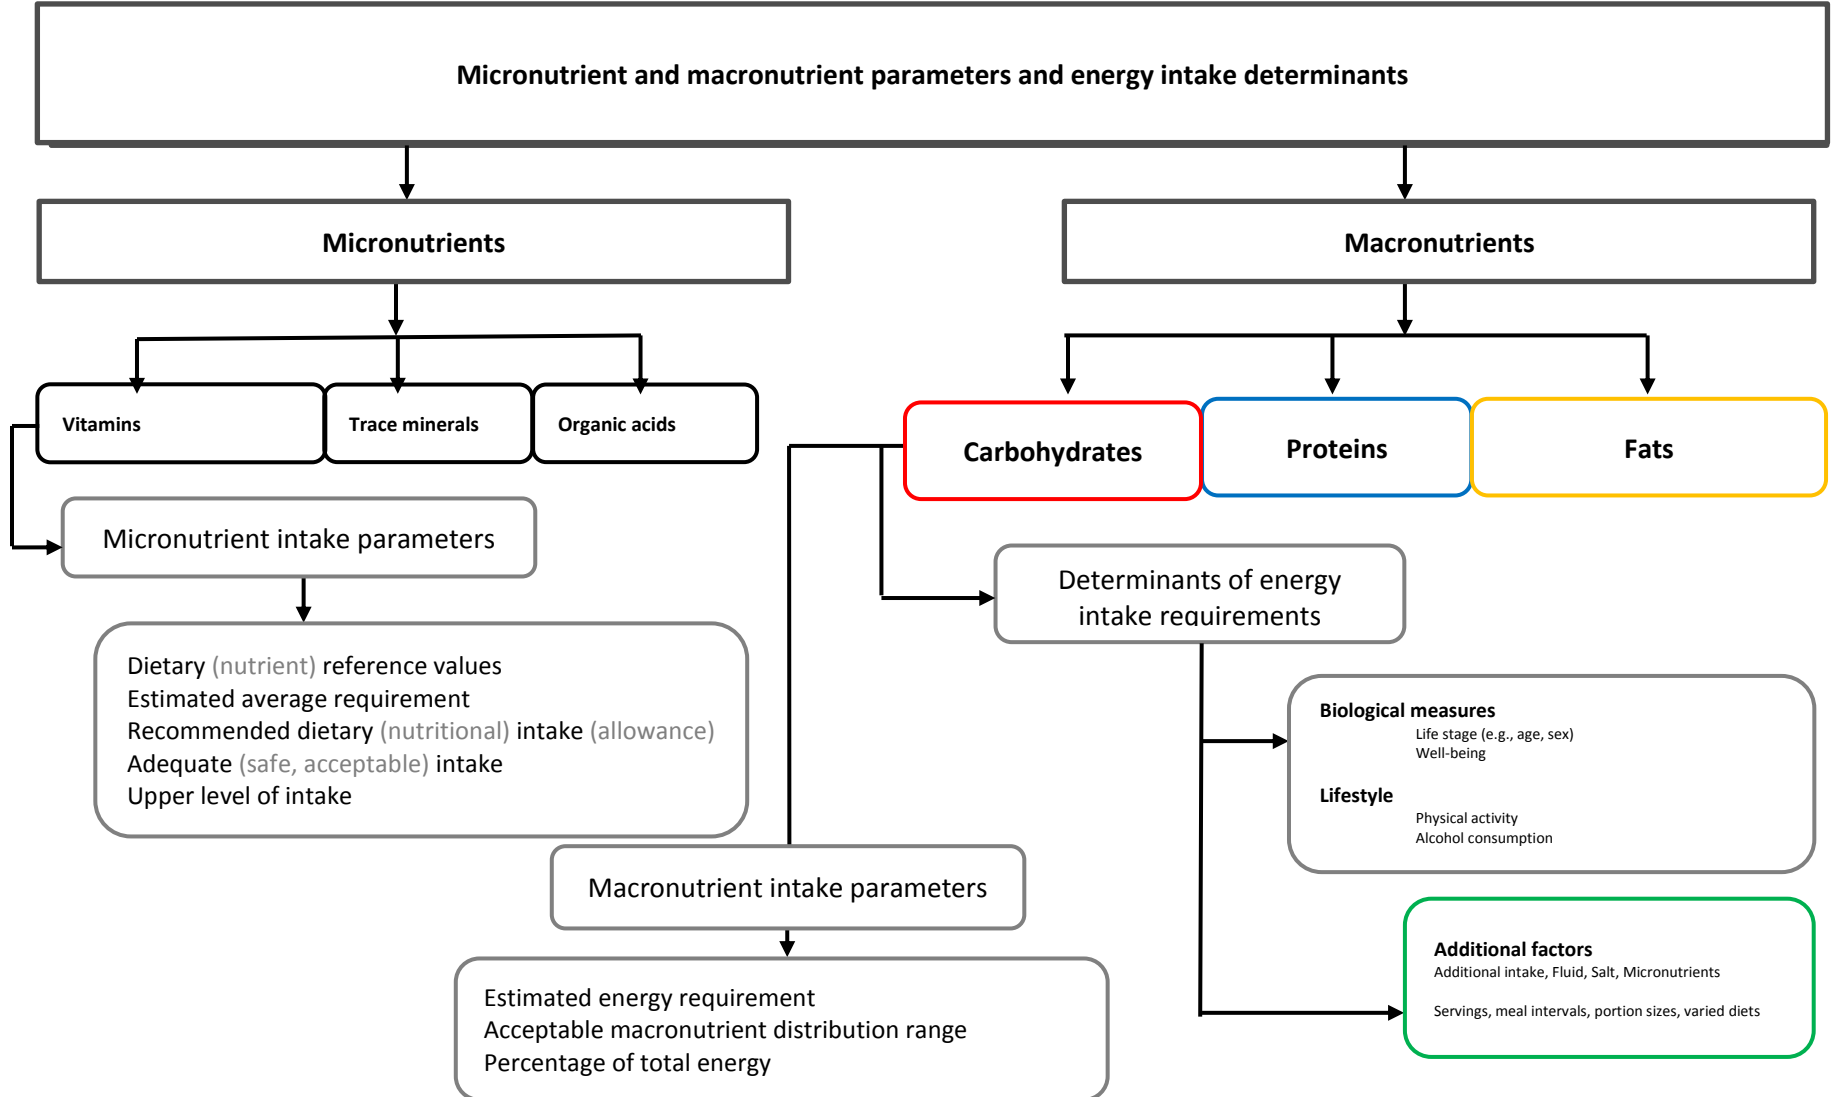 Micronutrient and macronutrient parameters and energy intake determinants
Micronutrients
Macronutrients
Vitamins
Trace minerals
Organic acids
Carbohydrates
Proteins
Fats
Micronutrient intake parameters
Determinants of energy
intake requirements
Dietary (nutrient) reference values
Estimated average requirement
Recommended dietary (nutritional) intake (allowance)
Adequate (safe, acceptable) intake
Upper level of intake
Biological measures
Life stage (e.g., age, sex)
Well-being
Lifestyle
Physical activity
Alcohol consumption
Macronutrient intake parameters
Estimated energy requirement
Acceptable macronutrient distribution range
Percentage of total energy
Additional factors
Additional intake, Fluid, Salt, Micronutrients
Servings, meal intervals, portion sizes, varied diets